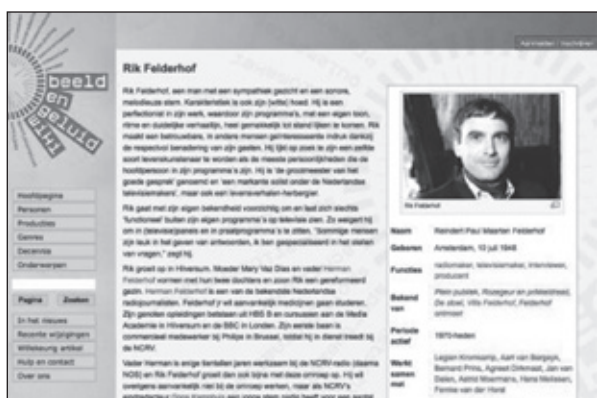 beeld
en
geluid
wiki
Aanmelden / Inschrijven
Hoofdpagina
Personen
Producties
Genres
Decennia
Onderwerpen
Pagina Zoeken
In het nieuws
Recente wijzigingen
Willekeurig artikel
Hulp en contact
Over ons
Rik Felderhof
Rik Felderhof, een man met een sympathiek gezicht en een sonore,
melodieuze stem. Karakteristiek is ook zijn (witte) hoed. Hij is een
perfectionist in zijn werk, waardoor zijn programma's, met een eigen toon,
ritme en duidelijke verhaallijn, heel gemakkelijk tot stand lijken te komen. Rik
maakt een betrouwbare, in andere mensen geïnteresseerde indruk dankzij
de respectvol benadering van zijn gasten. Hij lijkt op zoek te zijn een zelfde
soort levenskunstenaar te worden als de meeste persoonlijkheden die de
hoofdpersoon in zijn programma's zijn. Hij is 'de grootmeester van het
goede gesprek' genoemd en 'een markante solist onder de Nederlandse
televisiemakers', maar ook een levensverhalen-herbergier.
Rik gaat met zijn eigen bekendheid voorzichtig om en laat zich slechts
'functioneel' buiten zijn eigen programma's op televisie zien. Zo weigert hij
om in (televisie)panels en in praatprogramma's te zitten. "Sommige mensen
zijn leuk in het geven van antwoorden, ik ben gespecialiseerd in het stellen
van vragen," zegt hij.
Rik groeit op in Hilversum. Moeder Mary Vaz Dias en vader Herman
Felderhof vormen met hun twee dochters en zoon Rik een gereformeerd
gezin. Herman Felderhof is een van de bekendste Nederlandse
radiojournalisten. Felderhof jr wil aanvankelijk medicijnen gaan studeren.
Zijn genoten opleidingen bestaan uit HBS B en cursussen aan de Media
Academie in Hilversum en de BBC in Londen. Zijn eerste baan is
commercieel medewerker bij Philips in Brussel, totdat hij in dienst treedt bij
de NCRV.
Vader Herman is enige tientallen jaren werkzaam bij de NCRV-radio (daarna
NOS) en Rik Felderhof groeit dan ook bijna met deze omroep op. Hij wil
overigens aanvankelijk niet bij de omroep werken, maar als NCRV's
Rik Felderhof
Naam Reindert Paul Maarten Felderhof
Geboren Amsterdam, 10 juli 1948
Functies radiomaker, televisiemaker, interviewer,
producent
Bekend van Plein publiek, Rozegeur en prikkeldraad,
De stoel, Villa Felderhof, Felderhof
ontmoet
Periode actief 1970-heden
Werkt samen met
Bernard Prins, Agneet Dirkmaat, Jan van
Dalen, Astrid Moermans, Hans Melissen,
Femke van der Horst